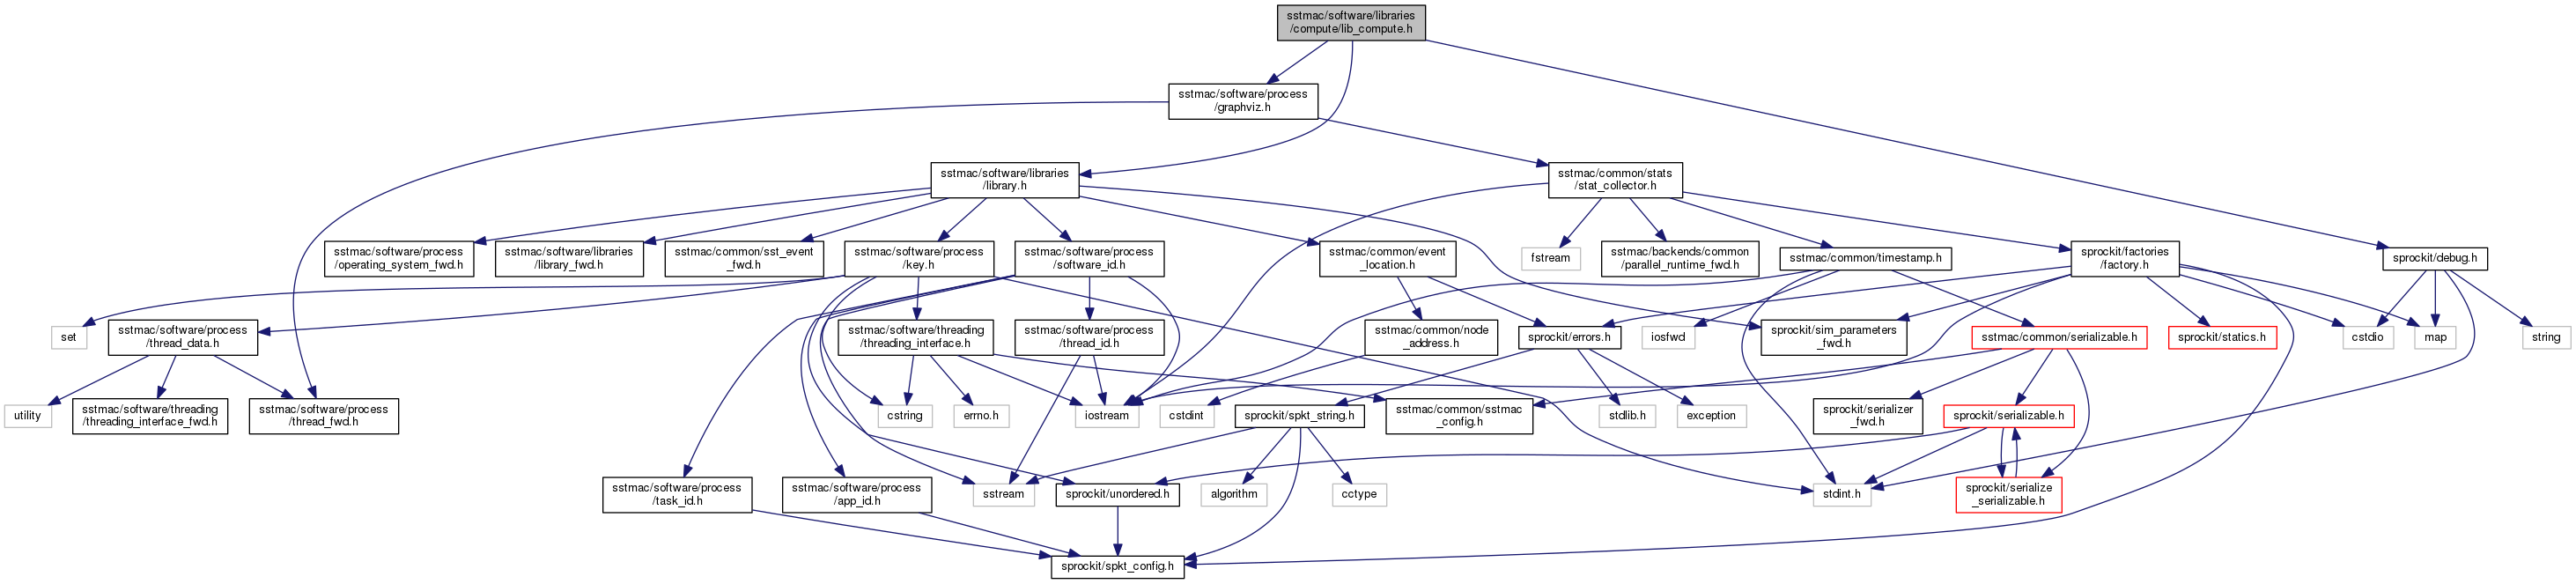 sstmac/software/libraries
/compute/lib_compute.h
sstmac/software/process
/graphviz.h
sstmac/software/libraries
/library.h
sstmac/common/stats
/stat_collector.h
sstmac/software/process
/operating_system_fwd.h
sstmac/software/libraries
/library_fwd.h
sstmac/common/sst_event
_fwd.h
sstmac/software/process
/key.h
sstmac/software/process
/software_id.h
sstmac/common/event
_location.h
fstream
sstmac/backends/common
/parallel_runtime_fwd.h
sstmac/common/timestamp.h
sprockit/factories
/factory.h
sprockit/debug.h
set
sstmac/software/process
/thread_data.h
sstmac/software/threading
/threading_interface.h
sstmac/software/process
/thread_id.h
sstmac/common/node
_address.h
sprockit/errors.h
iosfwd
sprockit/sim_parameters
_fwd.h
sstmac/common/serializable.h
sprockit/statics.h
cstdio
map
string
utility
sstmac/software/threading
/threading_interface_fwd.h
sstmac/software/process
/thread_fwd.h
cstring
errno.h
iostream
cstdint
sprockit/spkt_string.h
sstmac/common/sstmac
_config.h
stdlib.h
exception
sprockit/serializer
_fwd.h
sprockit/serializable.h
sstmac/software/process
/task_id.h
sstmac/software/process
/app_id.h
sstream
sprockit/unordered.h
algorithm
cctype
stdint.h
sprockit/serialize
_serializable.h
sprockit/spkt_config.h